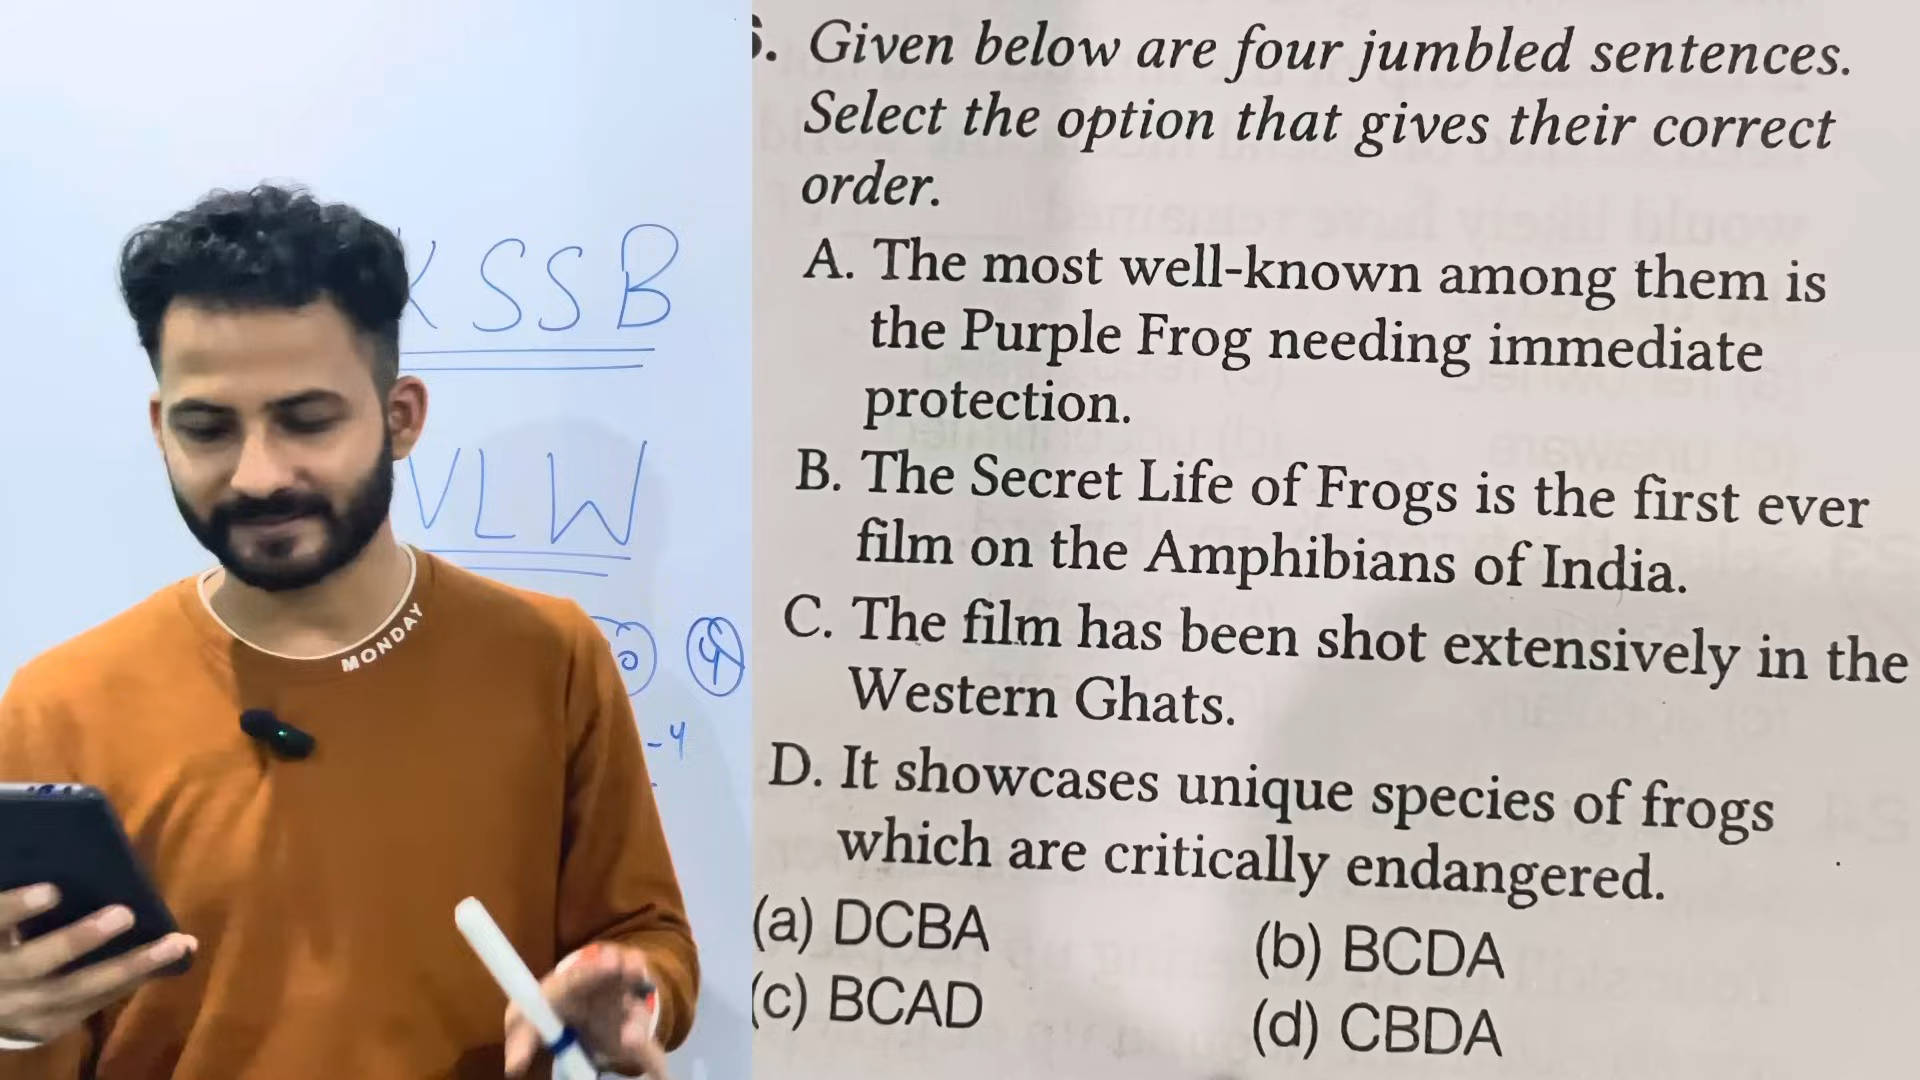 KSSB
VLW
MONDAY
-4
6. Given below are four jumbled sentences.
Select the option that gives their correct
order.
A. The most well-known among them is
the Purple Frog needing immediate
protection.
B. The Secret Life of Frogs is the first ever
film on the Amphibians of India.
C. The film has been shot extensively in the
Western Ghats.
D. It showcases unique species of frogs
which are critically endangered.
(a) DCBA
(b) BCDA
(c) BCAD
(d) CBDA